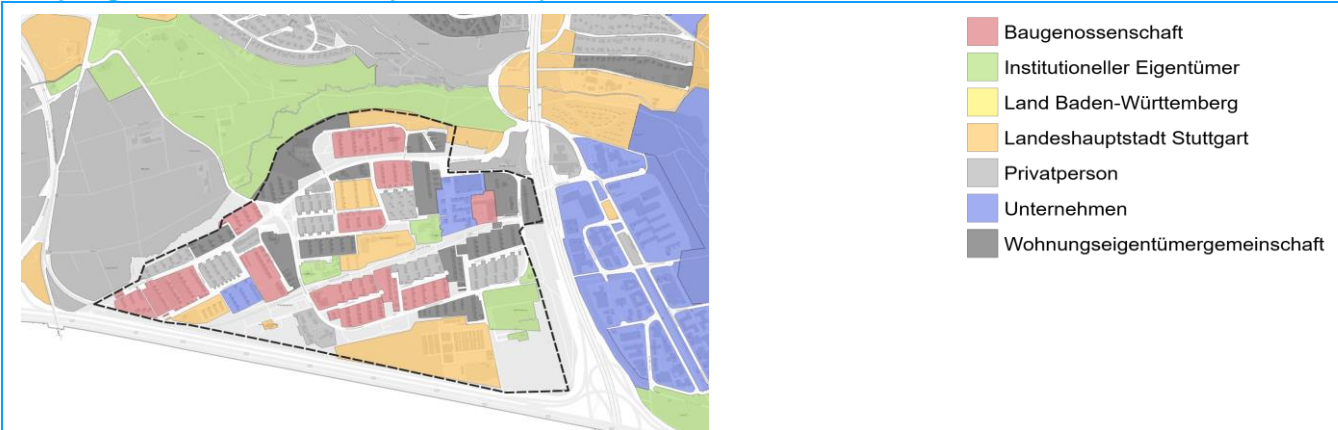 Baugenossenschaft
Institutioneller Eigentümer
Land Baden-Württemberg
Landeshauptstadt Stuttgart
Privatperson
Unternehmen
Wohnungseigentümergemeinschaft